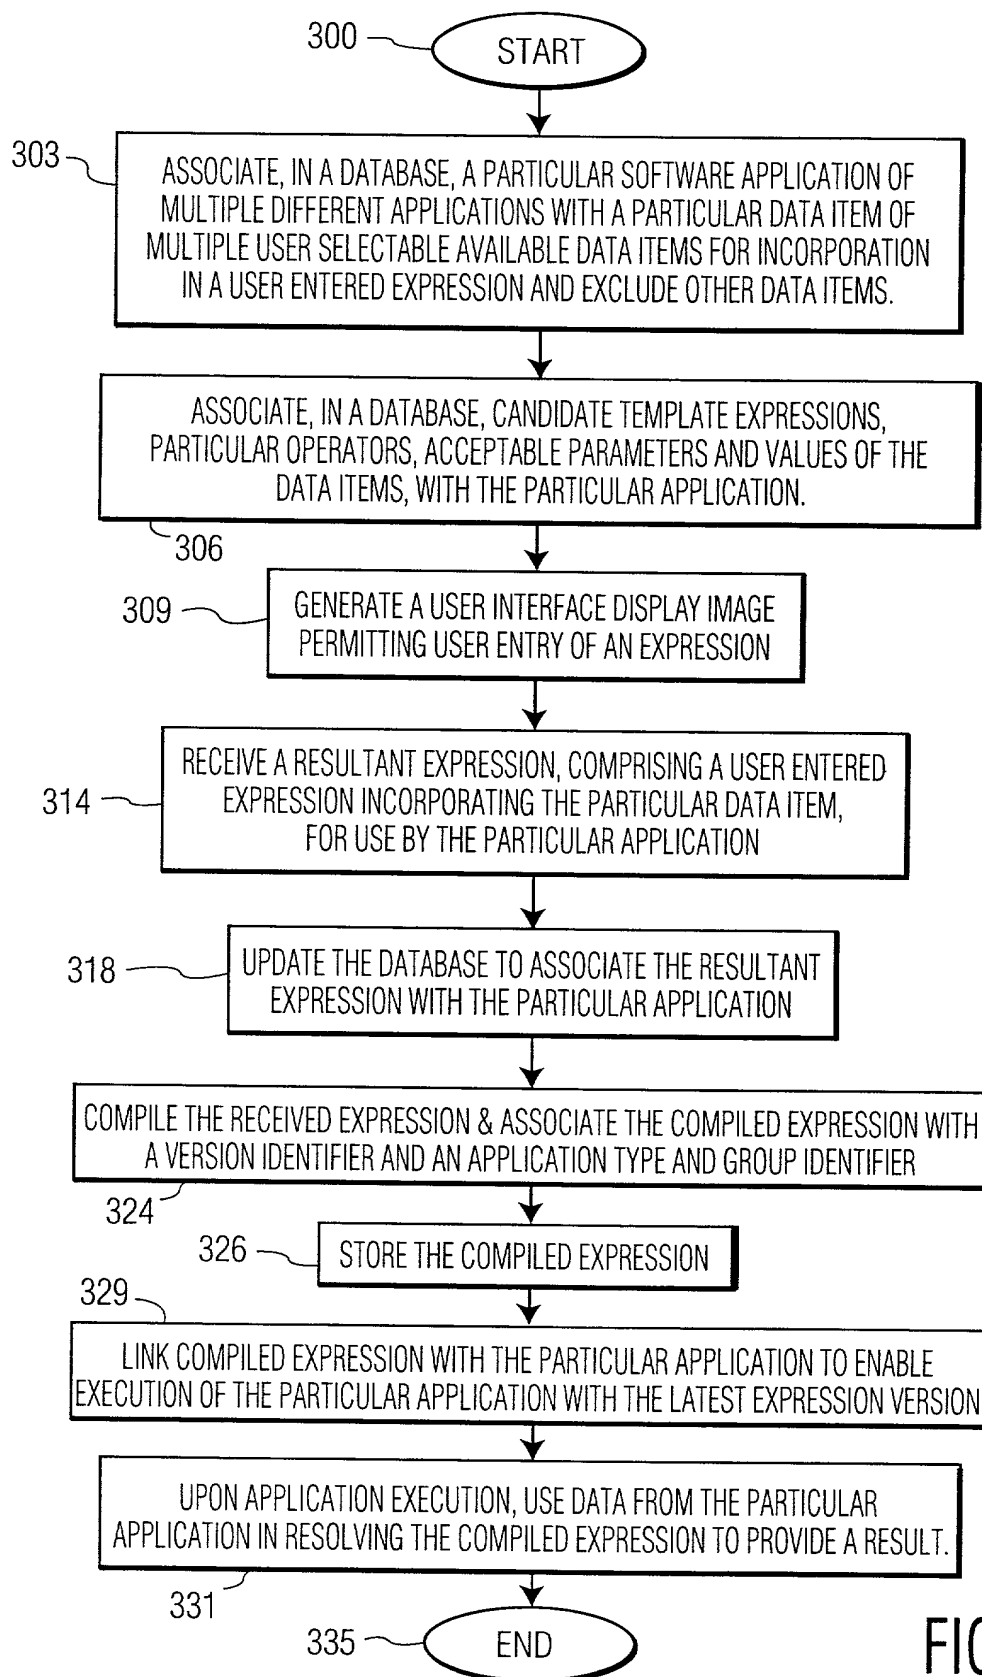 300
START
303
ASSOCIATE, IN A DATABASE, A PARTICULAR SOFTWARE APPLICATION OF
MULTIPLE DIFFERENT APPLICATIONS WITH A PARTICULAR DATA ITEM OF
MULTIPLE USER SELECTABLE AVAILABLE DATA ITEMS FOR INCORPORATION
IN A USER ENTERED EXPRESSION AND EXCLUDE OTHER DATA ITEMS.
ASSOCIATE, IN A DATABASE, CANDIDATE TEMPLATE EXPRESSIONS,
PARTICULAR OPERATORS, ACCEPTABLE PARAMETERS AND VALUES OF THE
DATA ITEMS, WITH THE PARTICULAR APPLICATION.
306
309
GENERATE A USER INTERFACE DISPLAY IMAGE
PERMITTING USER ENTRY OF AN EXPRESSION
314
RECEIVE A RESULTANT EXPRESSION, COMPRISING A USER ENTERED
EXPRESSION INCORPORATING THE PARTICULAR DATA ITEM,
FOR USE BY THE PARTICULAR APPLICATION
318
UPDATE THE DATABASE TO ASSOCIATE THE RESULTANT
EXPRESSION WITH THE PARTICULAR APPLICATION
COMPILE THE RECEIVED EXPRESSION & ASSOCIATE THE COMPILED EXPRESSION WITH
A VERSION IDENTIFIER AND AN APPLICATION TYPE AND GROUP IDENTIFIER
324
326
STORE THE COMPILED EXPRESSION
329
LINK COMPILED EXPRESSION WITH THE PARTICULAR APPLICATION TO ENABLE
EXECUTION OF THE PARTICULAR APPLICATION WITH THE LATEST EXPRESSION VERSION
UPON APPLICATION EXECUTION, USE DATA FROM THE PARTICULAR
APPLICATION IN RESOLVING THE COMPILED EXPRESSION TO PROVIDE A RESULT.
331
335
END
FIG